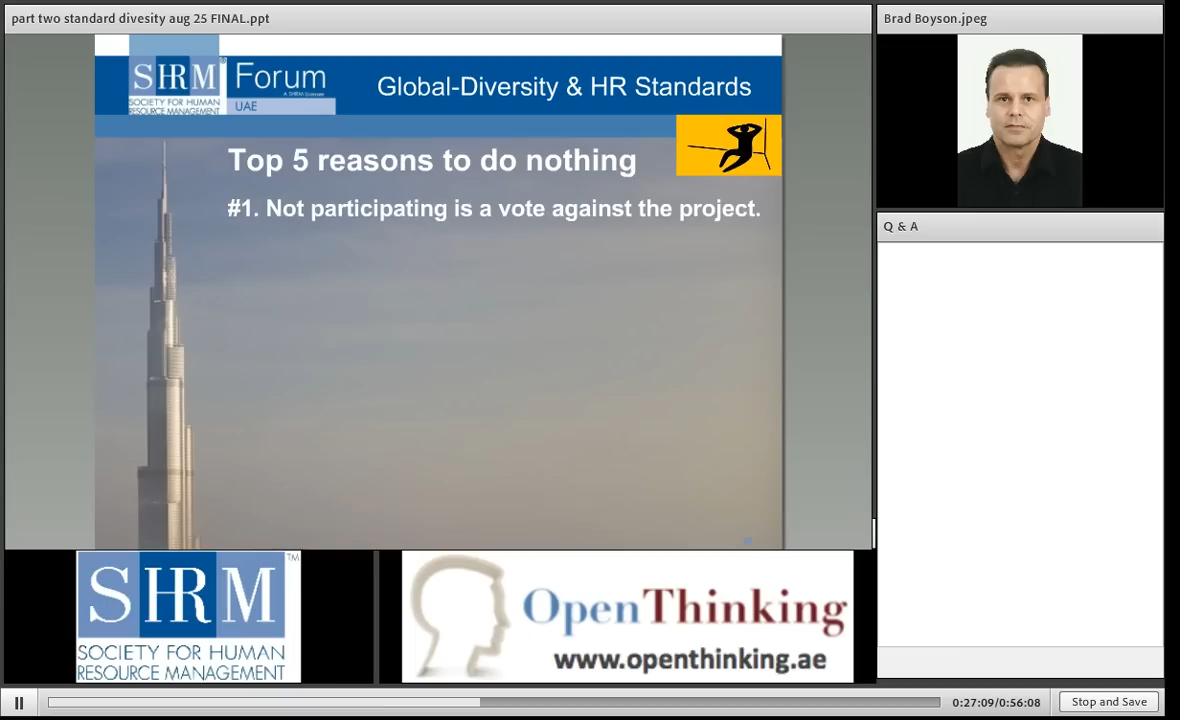 part two standard divesity aug 25 FINAL.ppt
Brad Boyson.jpeg
SHRM
®
Forum
A SHRM
SOCIETY FOR HUMAN
RESOURCE MANAGEMENT
UAE
Global-Diversity & HR Standards
Top 5 reasons to do nothing
#1. Not participating is a vote against the project.
Q & A
SHRM
TM
SOCIETY FOR HUMAN
RESOURCE MANAGEMENT
OpenThinking
www.openthinking.ae
0:27:09/0:56:08
Stop and Save